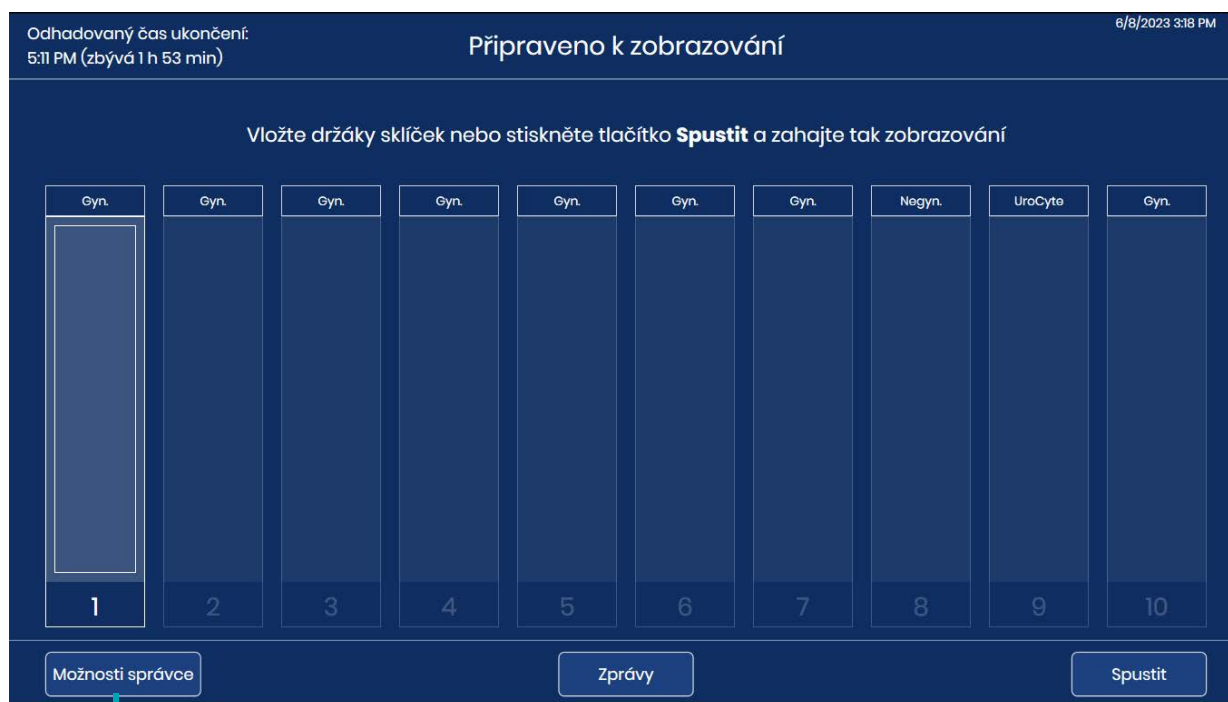 Odhadovaný čas ukončení:
5:11 PM (zbývá 1 h 53 min)
Připraveno k zobrazování
6/8/2023 3:18 PM
Vložte držáky sklíček nebo stiskněte tlačítko Spustit a zahajte tak zobrazování
Gyn. Gyn. Gyn. Gyn. Gyn. Gyn. Gyn. Negyn. UroCyte Gyn.
1 2 3 4 5 6 7 8 9 10
Možnosti správce Zprávy Spustit